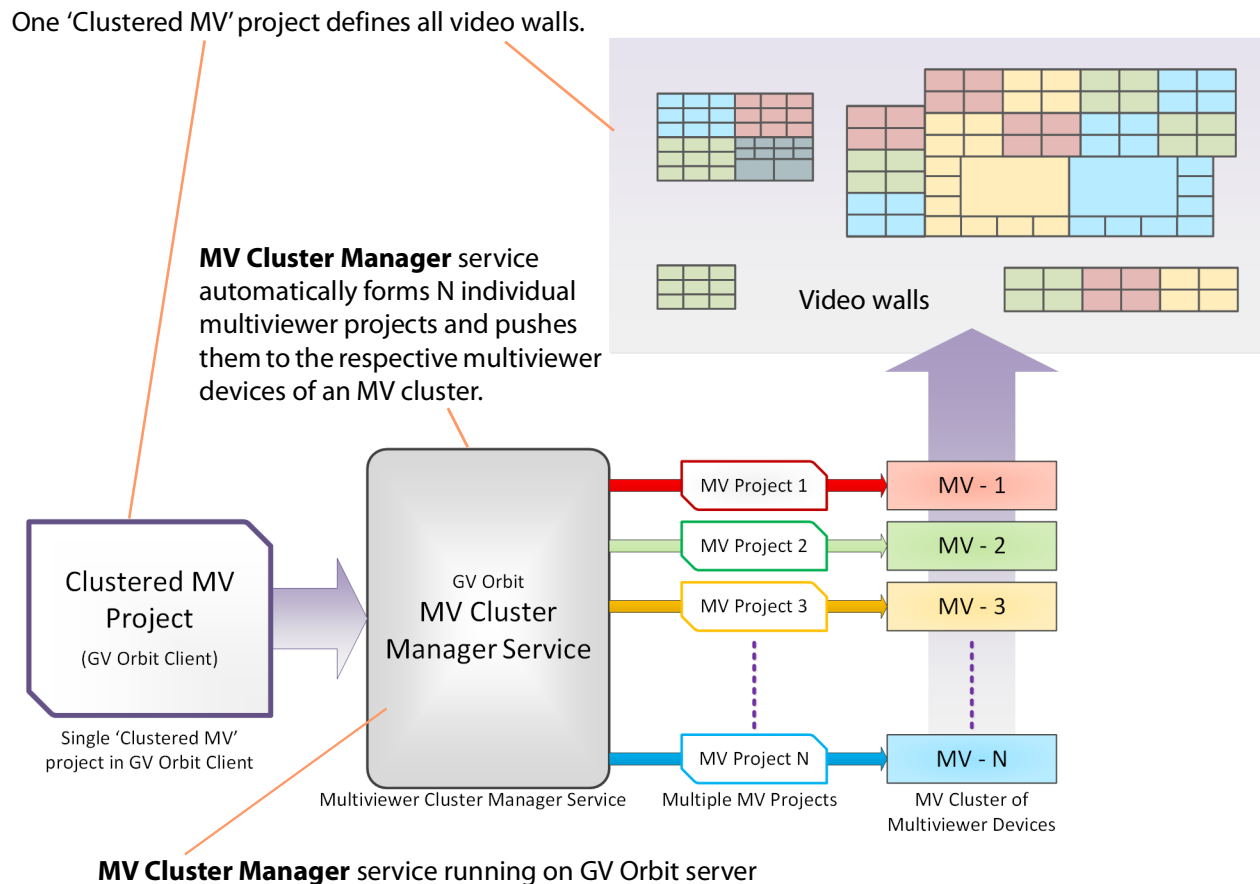 One ‘Clustered MV’ project defines all video walls.
MV Cluster Manager service
automatically forms N individual
multiviewer projects and pushes
them to the respective multiviewer
devices of an MV cluster.
Video walls
Clustered MV
Project
(GV Orbit Client)
Single ‘Clustered MV’
project in GV Orbit Client
GV Orbit
MV Cluster
Manager Service
Multiviewer Cluster Manager Service
MV Project 1
MV Project 2
MV Project 3
MV Project N
Multiple MV Projects
MV - 1
MV - 2
MV - 3
MV - N
MV Cluster of
Multiviewer Devices
MV Cluster Manager service running on GV Orbit server